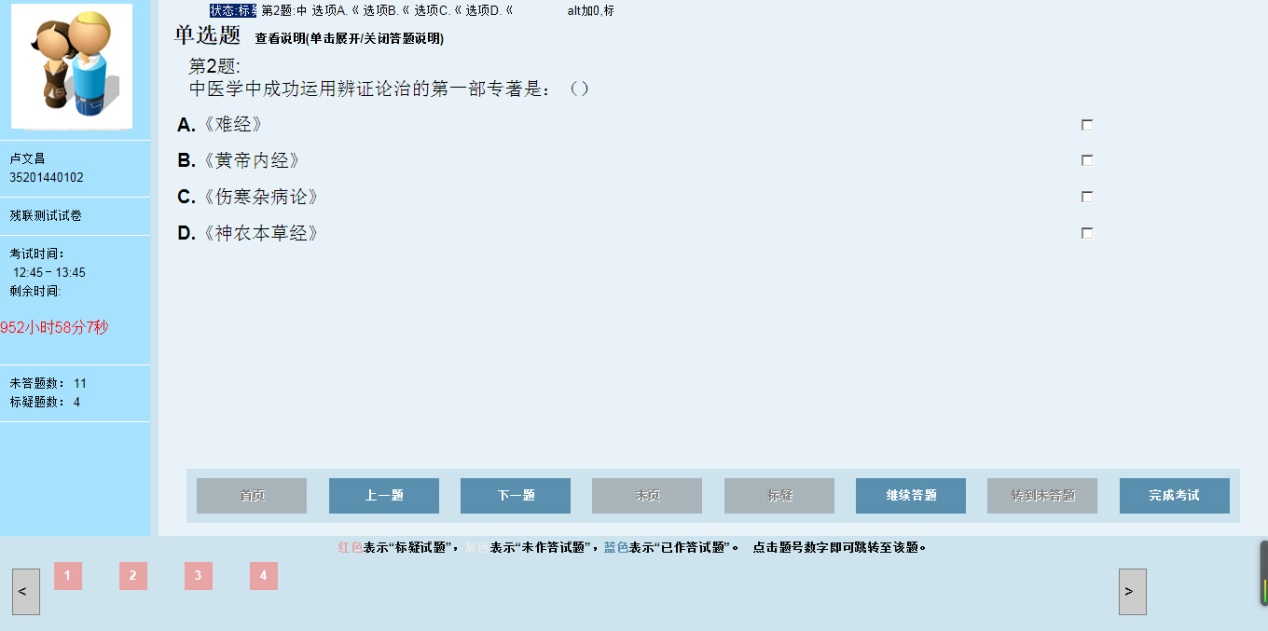 状态:标 第2题:中 选项A.《 选项B.《 选项C.《 选项D.《 alt加0,标
单选题 查看说明(单击展开/关闭答题说明)
第2题:
中医学中成功运用辨证论治的第一部专著是：（）
A.《难经》
B.《黄帝内经》
C.《伤寒杂病论》
D.《神农本草经》
卢文昌
35201440102
残联测试试卷
考试时间：
12:45 - 13:45
剩余时间:
952小时58分7秒
未答题数： 11
标疑题数： 4
首页 上一题 下一题 末页 标疑 继续答题 转到未答题 完成考试
红色表示“标疑试题”，灰色表示“未作答试题”，蓝色表示“已作答试题”。 点击题号数字即可跳转至该题。
< 1 2 3 4 >